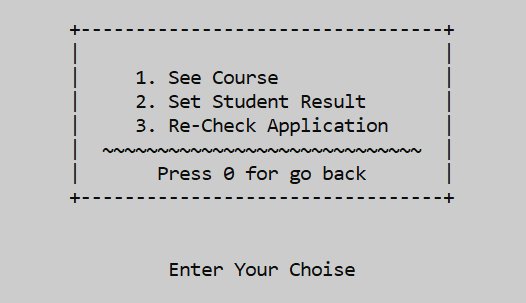 1. See Course
2. Set Student Result
3. Re-Check Application
~~~~~~~~~~~~~~~~~~~~~~~~~~~~~
Press 0 for go back
Enter Your Choise